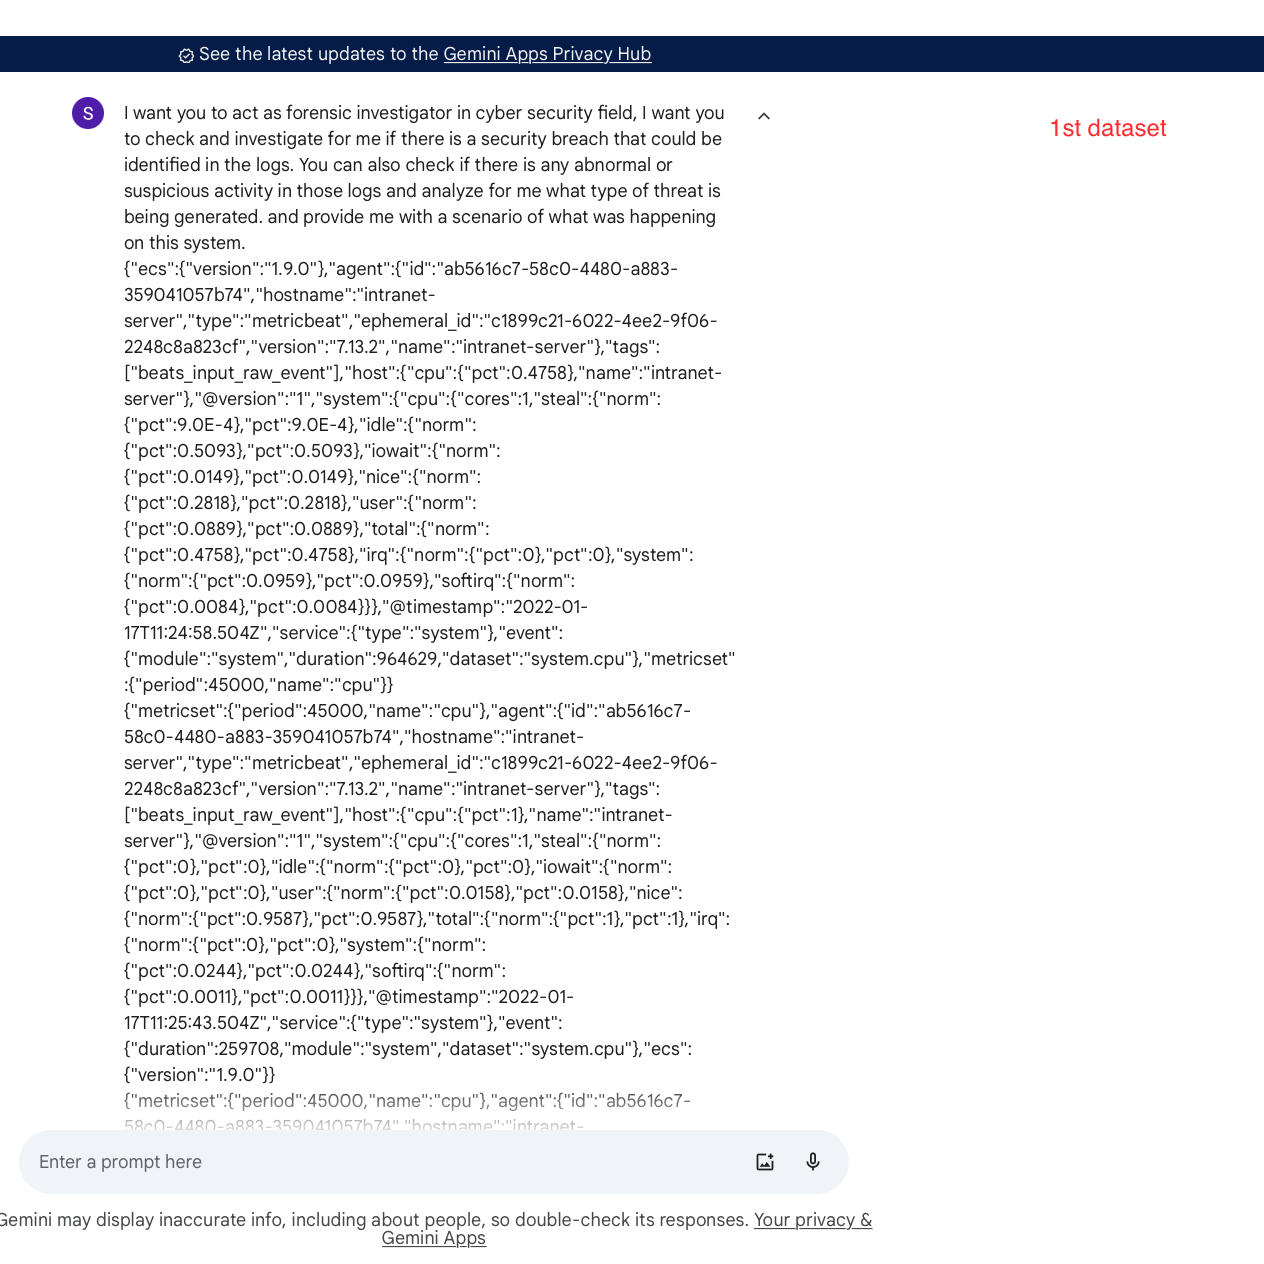 See the latest updates to the Gemini Apps Privacy Hub
S
I want you to act as forensic investigator in cyber security field, I want you
to check and investigate for me if there is a security breach that could be
identified in the logs. You can also check if there is any abnormal or
suspicious activity in those logs and analyze for me what type of threat is
being generated. and provide me with a scenario of what was happening
on this system.
1st dataset
{"ecs":{"version":"1.9.0"},"agent":{"id":"ab5616c7-58c0-4480-a883-
359041057b74","hostname":"intranet-
server","type":"metricbeat","ephemeral_id":"c1899c21-6022-4ee2-9f06-
2248c8a823cf","version":"7.13.2","name":"intranet-server"},"tags":
["beats_input_raw_event"],"host":{"cpu":{"pct":0.4758},"name":"intranet-
server"},"@version":"1","system":{"cpu":{"cores":1,"steal":{"norm":
{"pct":9.0E-4},"pct":9.0E-4},"idle":{"norm":
{"pct":0.5093},"pct":0.5093},"iowait":{"norm":
{"pct":0.0149},"pct":0.0149},"nice":{"norm":
{"pct":0.2818},"pct":0.2818},"user":{"norm":
{"pct":0.0889},"pct":0.0889},"total":{"norm":
{"pct":0.4758},"pct":0.4758},"irq":{"norm":{"pct":0},"pct":0},"system":
{"norm":{"pct":0.0959},"pct":0.0959},"softirq":{"norm":
{"pct":0.0084},"pct":0.0084}}},"@timestamp":"2022-01-
17T11:24:58.504Z","service":{"type":"system"},"event":
{"module":"system","duration":964629,"dataset":"system.cpu"},"metricset"
:{"period":45000,"name":"cpu"}}
{"metricset":{"period":45000,"name":"cpu"},"agent":{"id":"ab5616c7-
58c0-4480-a883-359041057b74","hostname":"intranet-
server","type":"metricbeat","ephemeral_id":"c1899c21-6022-4ee2-9f06-
2248c8a823cf","version":"7.13.2","name":"intranet-server"},"tags":
["beats_input_raw_event"],"host":{"cpu":{"pct":1},"name":"intranet-
server"},"@version":"1","system":{"cpu":{"cores":1,"steal":{"norm":
{"pct":0},"pct":0},"idle":{"norm":{"pct":0},"pct":0},"iowait":{"norm":
{"pct":0},"pct":0},"user":{"norm":{"pct":0.0158},"pct":0.0158},"nice":
{"norm":{"pct":0.9587},"pct":0.9587},"total":{"norm":{"pct":1},"pct":1},"irq":
{"norm":{"pct":0},"pct":0},"system":{"norm":
{"pct":0.0244},"pct":0.0244},"softirq":{"norm":
{"pct":0.0011},"pct":0.0011}}},"@timestamp":"2022-01-
17T11:25:43.504Z","service":{"type":"system"},"event":
{"duration":259708,"module":"system","dataset":"system.cpu"},"ecs":
{"version":"1.9.0"}}
{"metricset":{"period":45000,"name":"cpu"},"agent":{"id":"ab5616c7-
58c0-4480-a883-359041057b74","hostname":"intranet-
Enter a prompt here
Gemini may display inaccurate info, including about people, so double-check its responses. Your privacy &
Gemini Apps